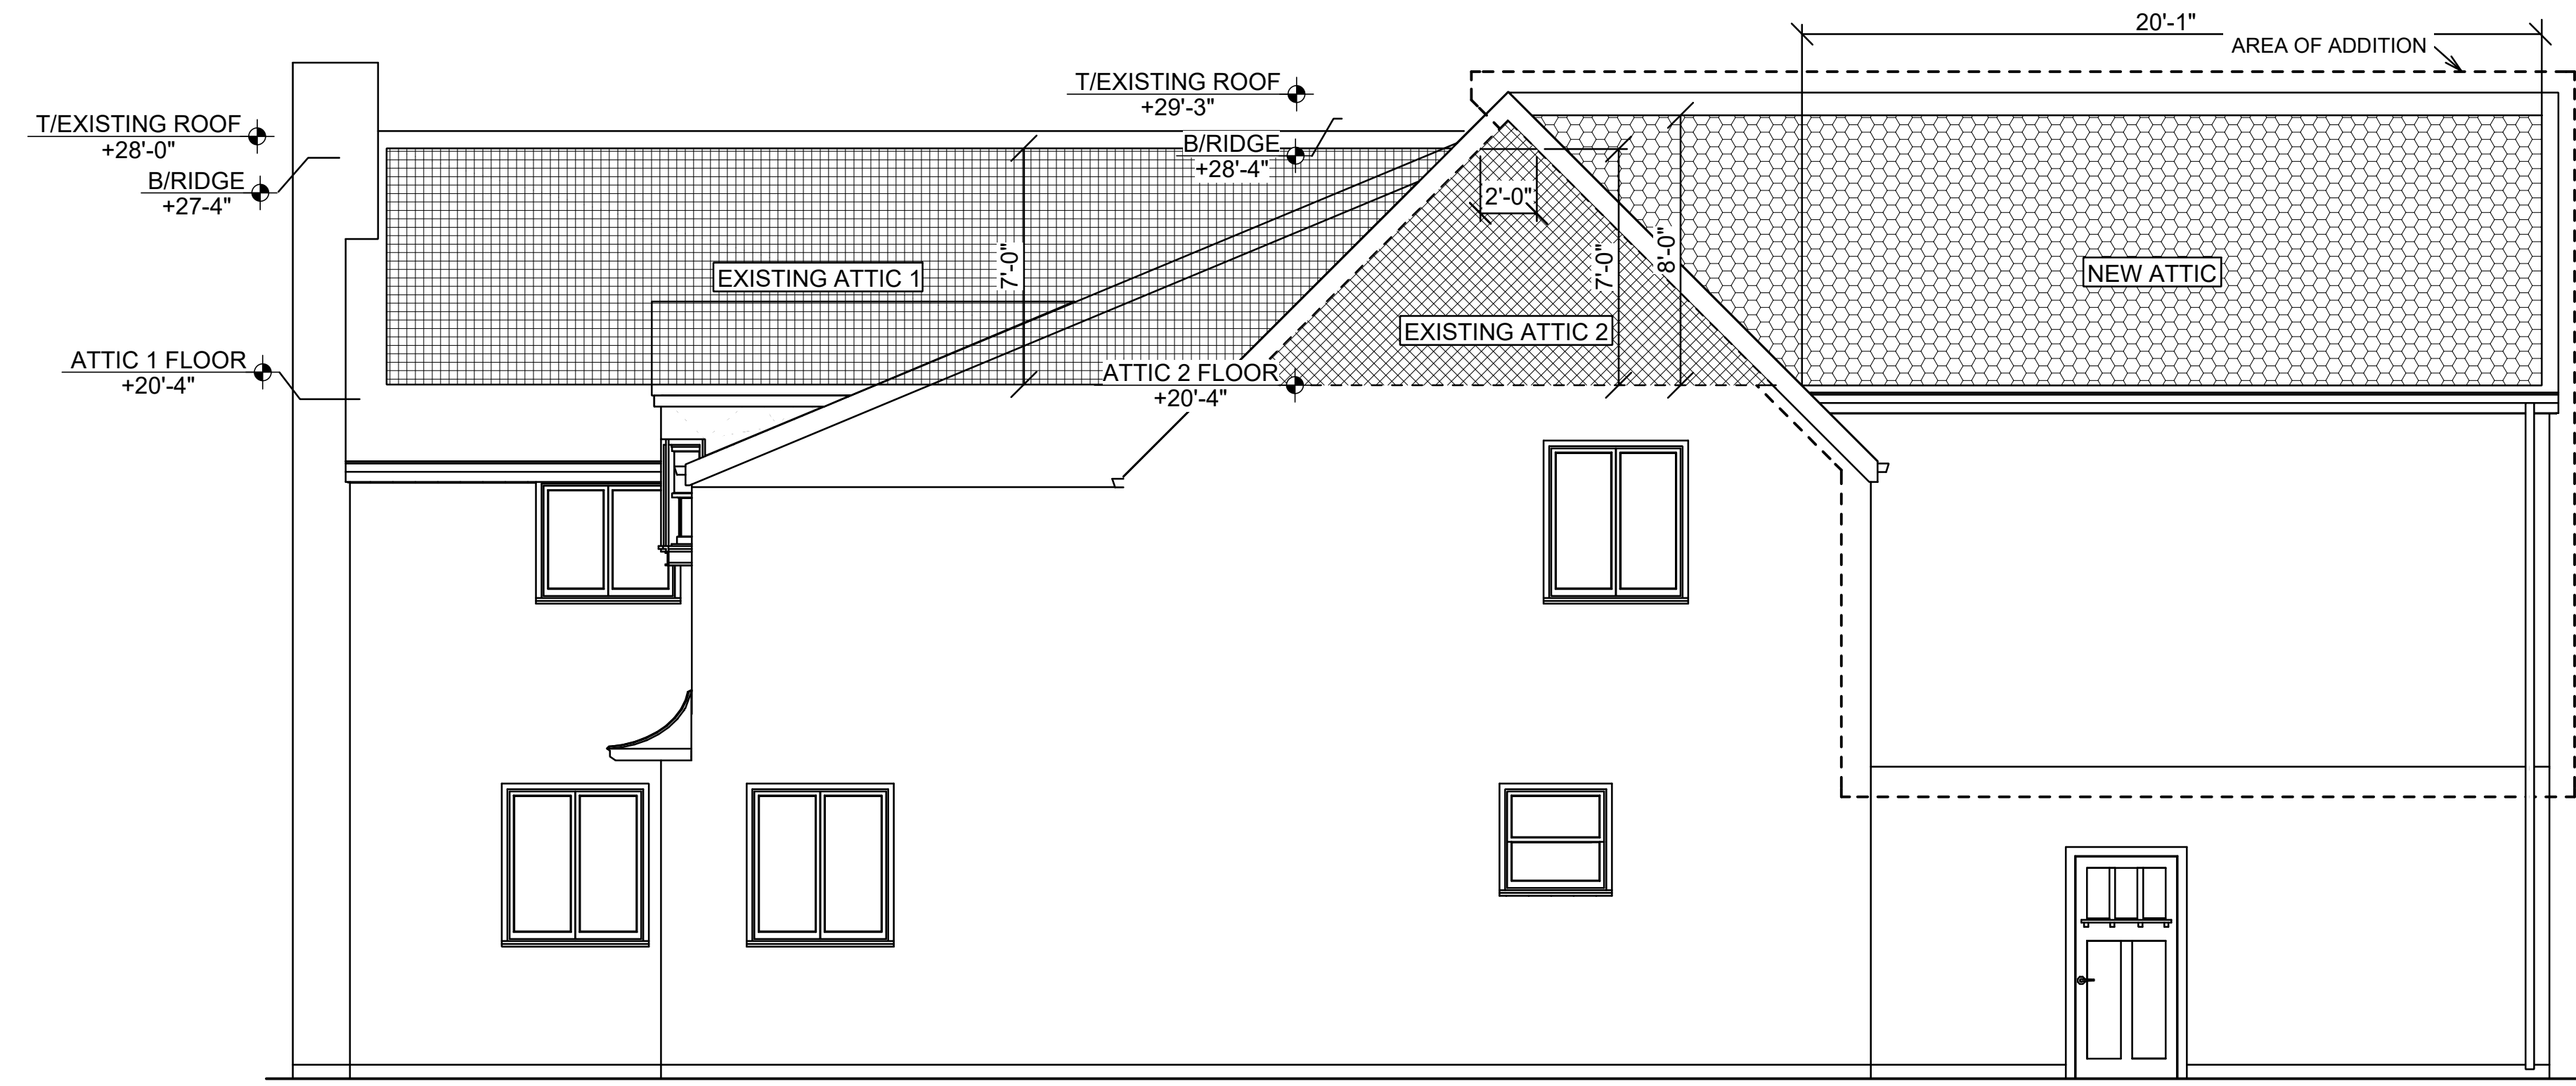 20'-1"
AREA OF ADDITION
T/EXISTING ROOF
+29'-3"
T/EXISTING ROOF
+28'-0"
B/RIDGE
+28'-4"
B/RIDGE
+27-4"
2'-0"
7'-0"
7'-0"
8'-0"
EXISTING ATTIC 1
NEW ATTIC
EXISTING ATTIC 2
ATTIC 1 FLOOR
+20'-4"
ATTIC 2 FLOOR
+20'-4"